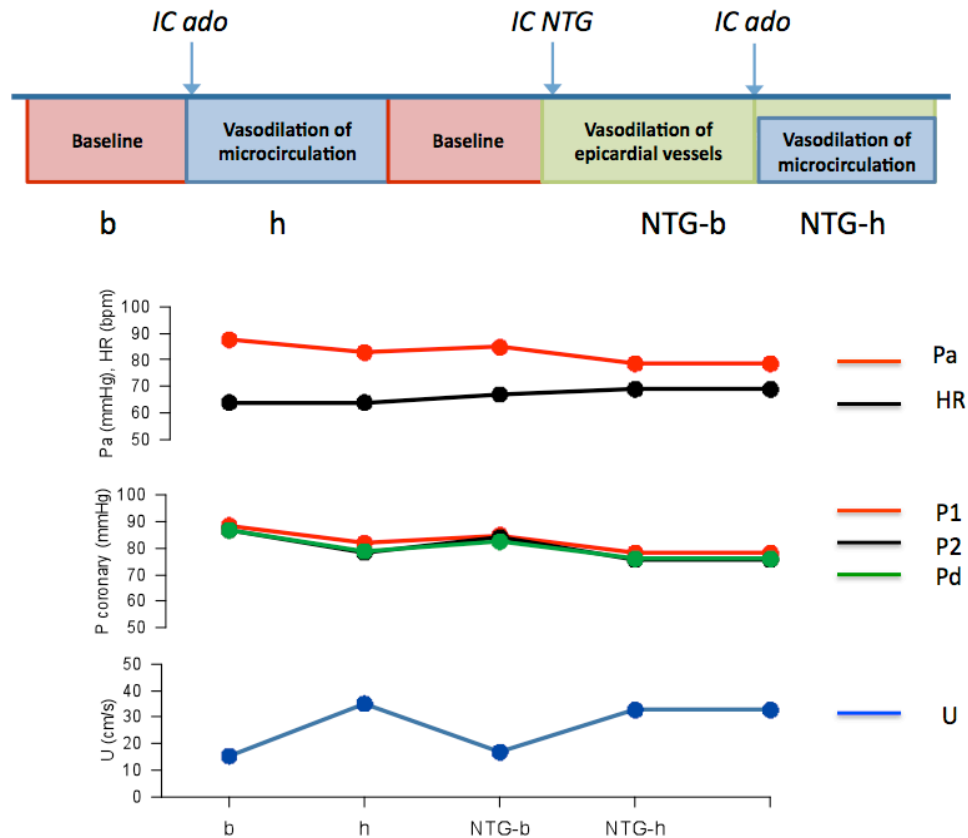 IC ado IC NTG IC ado
Baseline
Vasodilation of
microcirculation
Baseline
Vasodilation of
epicardial vessels
Vasodilation of
microcirculation
b h NTG-b NTG-h
Pa (mmHg), HR (bpm)
100
90
80
70
60
50
Pa
HR
P coronary (mmHg)
100
90
80
70
60
50
P1
P2
Pd
U (cm/s)
50
40
30
20
10
0
U
b h NTG-b NTG-h